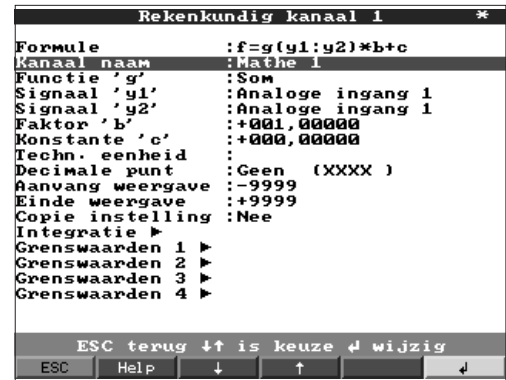 Rekenkundig kanaal 1 *
Formule :f=g(y1:y2)*b+c
Kanaal naam :Mathe 1
Functie 'g' :Som
Signaal 'y1' :Analoge ingang 1
Signaal 'y2' :Analoge ingang 1
Faktor 'b' :+001,00000
Konstante 'c' :+000,00000
Techn. eenheid :
Decimale punt :Geen (XXXX )
Aanvang weergave :-9999
Einde weergave :+9999
Copie instelling :Nee
Integratie ►
Grenswaarden 1 ►
Grenswaarden 2 ►
Grenswaarden 3 ►
Grenswaarden 4 ►
ESC terug ↓↑ is keuze ↵ wijzig
ESC Help ↓ ↑ ↵